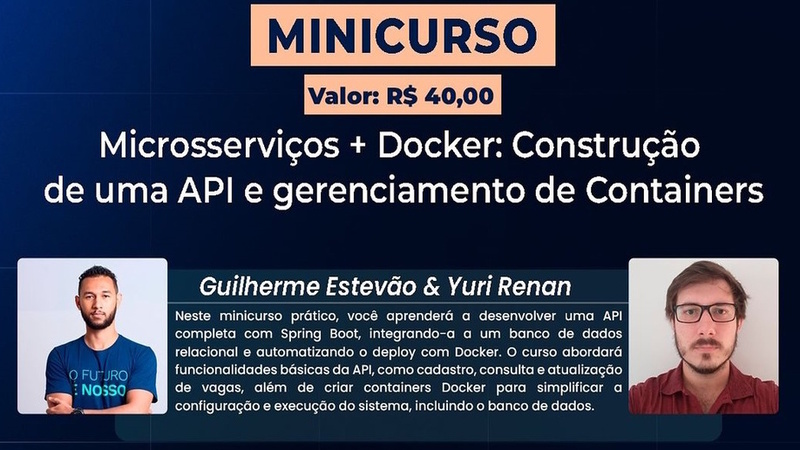 MINICURSO
Valor: R$ 40,00
Microsserviços + Docker: Construção
de uma API e gerenciamento de Containers
Guilherme Estevão & Yuri Renan
Neste minicurso prático, você aprenderá a desenvolver uma API
completa com Spring Boot, integrando-a a um banco de dados
relacional e automatizando o deploy com Docker. O curso abordará
funcionalidades básicas da API, como cadastro, consulta e atualização
de vagas, além de criar containers Docker para simplificar a
configuração e execução do sistema, incluindo o banco de dados.
O FUTURO
É NOSSO